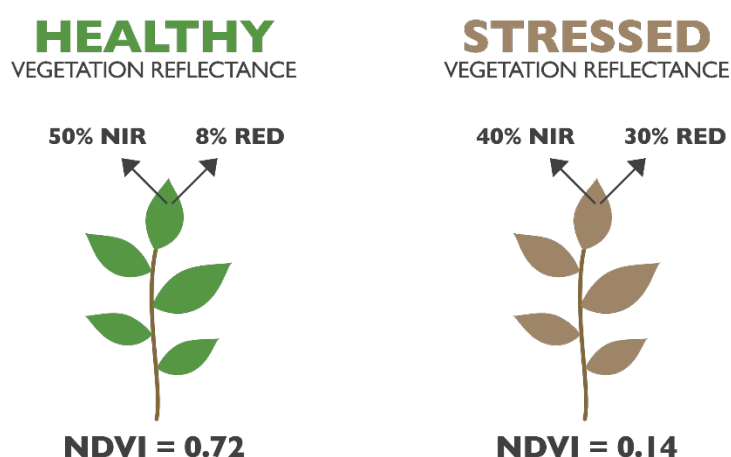 HEALTHY
VEGETATION REFLECTANCE
50% NIR
8% RED
NDVI = 0.72
STRESSED
VEGETATION REFLECTANCE
40% NIR
30% RED
NDVI = 0.14